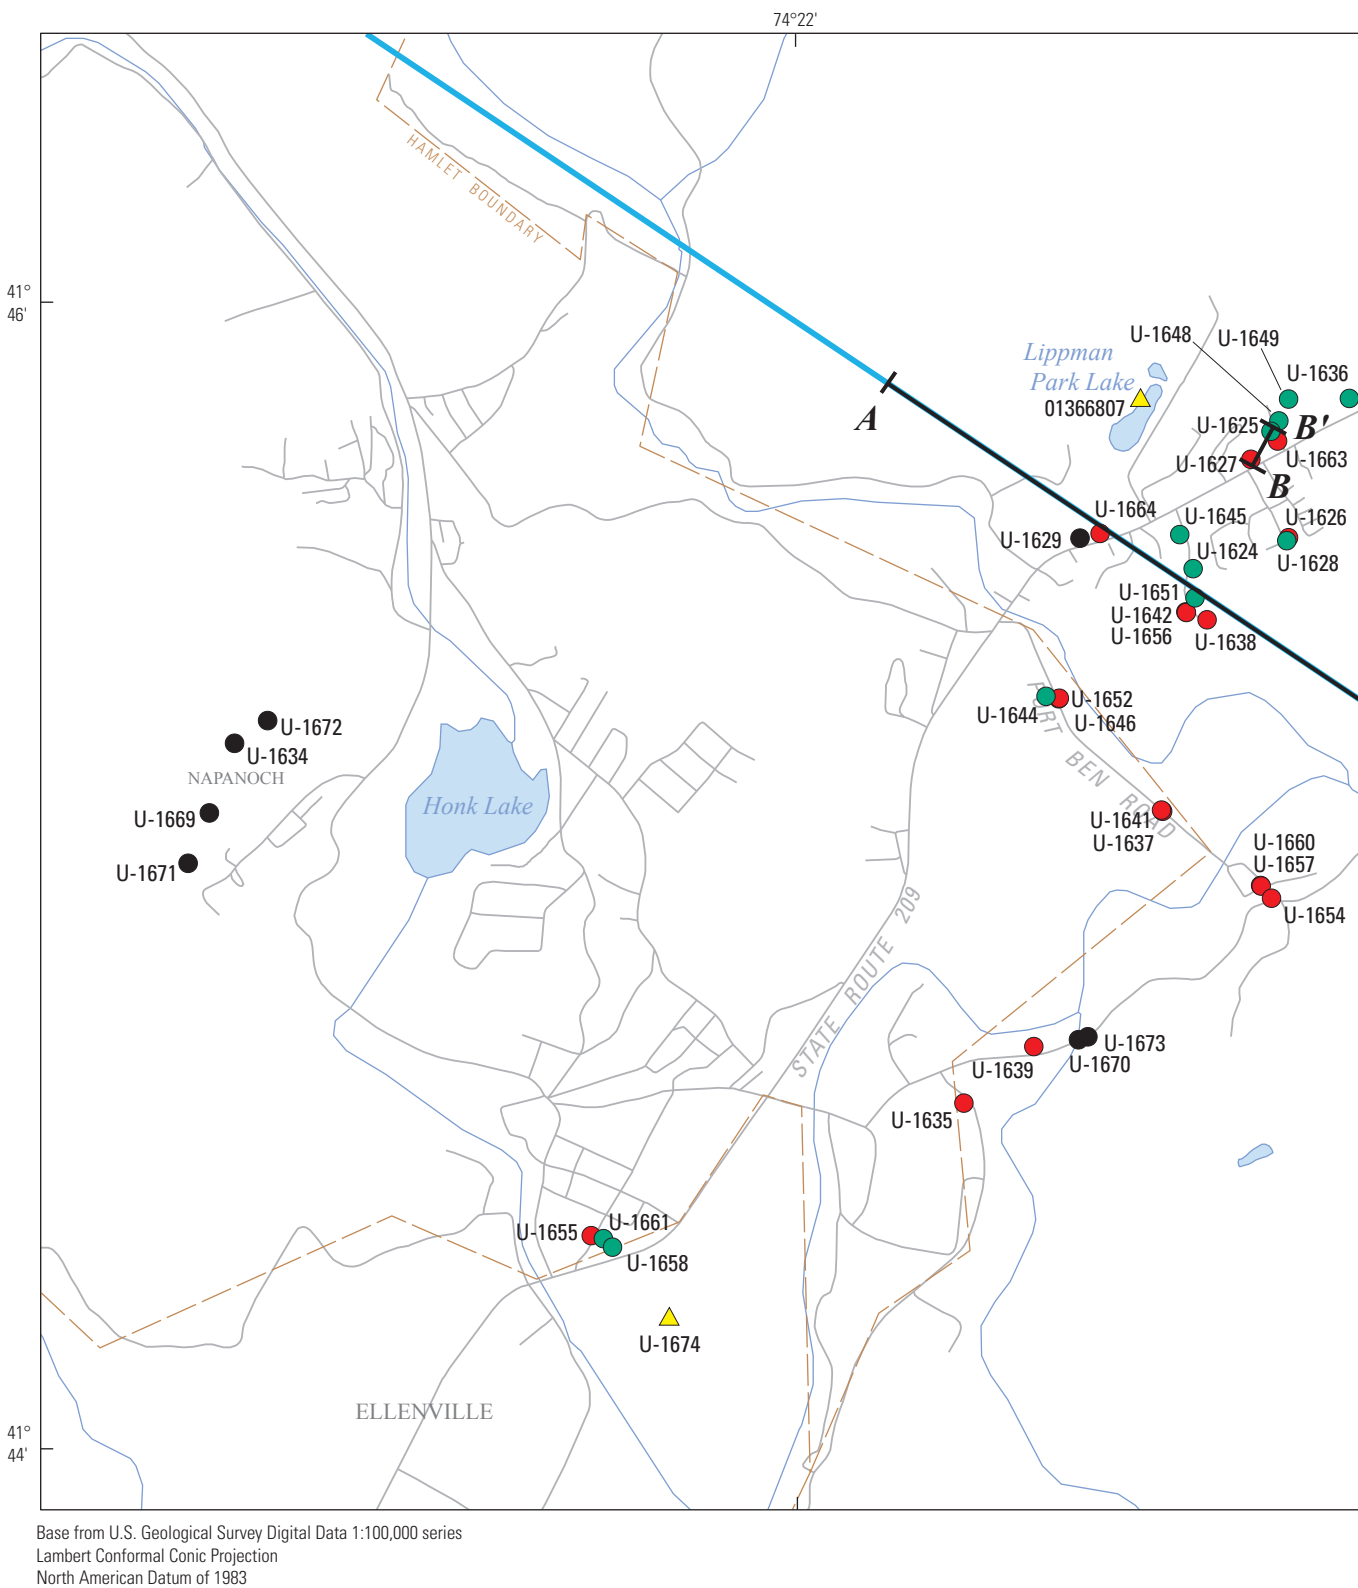 74°22'
HAMLET BOUNDARY
41°
46'
Lippman
Park Lake
01366807
U-1648
U-1649
U-1636
U-1625
B'
U-1627
U-1663
B
A
U-1664
U-1629
U-1645
U-1626
U-1624
U-1628
U-1651
U-1642
U-1656
U-1638
U-1652
U-1644
U-1646
FORT BEN ROAD
U-1672
U-1634
NAPANOCH
Honk Lake
U-1669
U-1641
U-1637
U-1671
U-1660
U-1657
U-1654
STATE ROUTE 209
U-1673
U-1639
U-1670
U-1635
U-1655
U-1661
U-1658
U-1674
ELLENVILLE
41°
44'
Base from U.S. Geological Survey Digital Data 1:100,000 series
Lambert Conformal Conic Projection
North American Datum of 1983